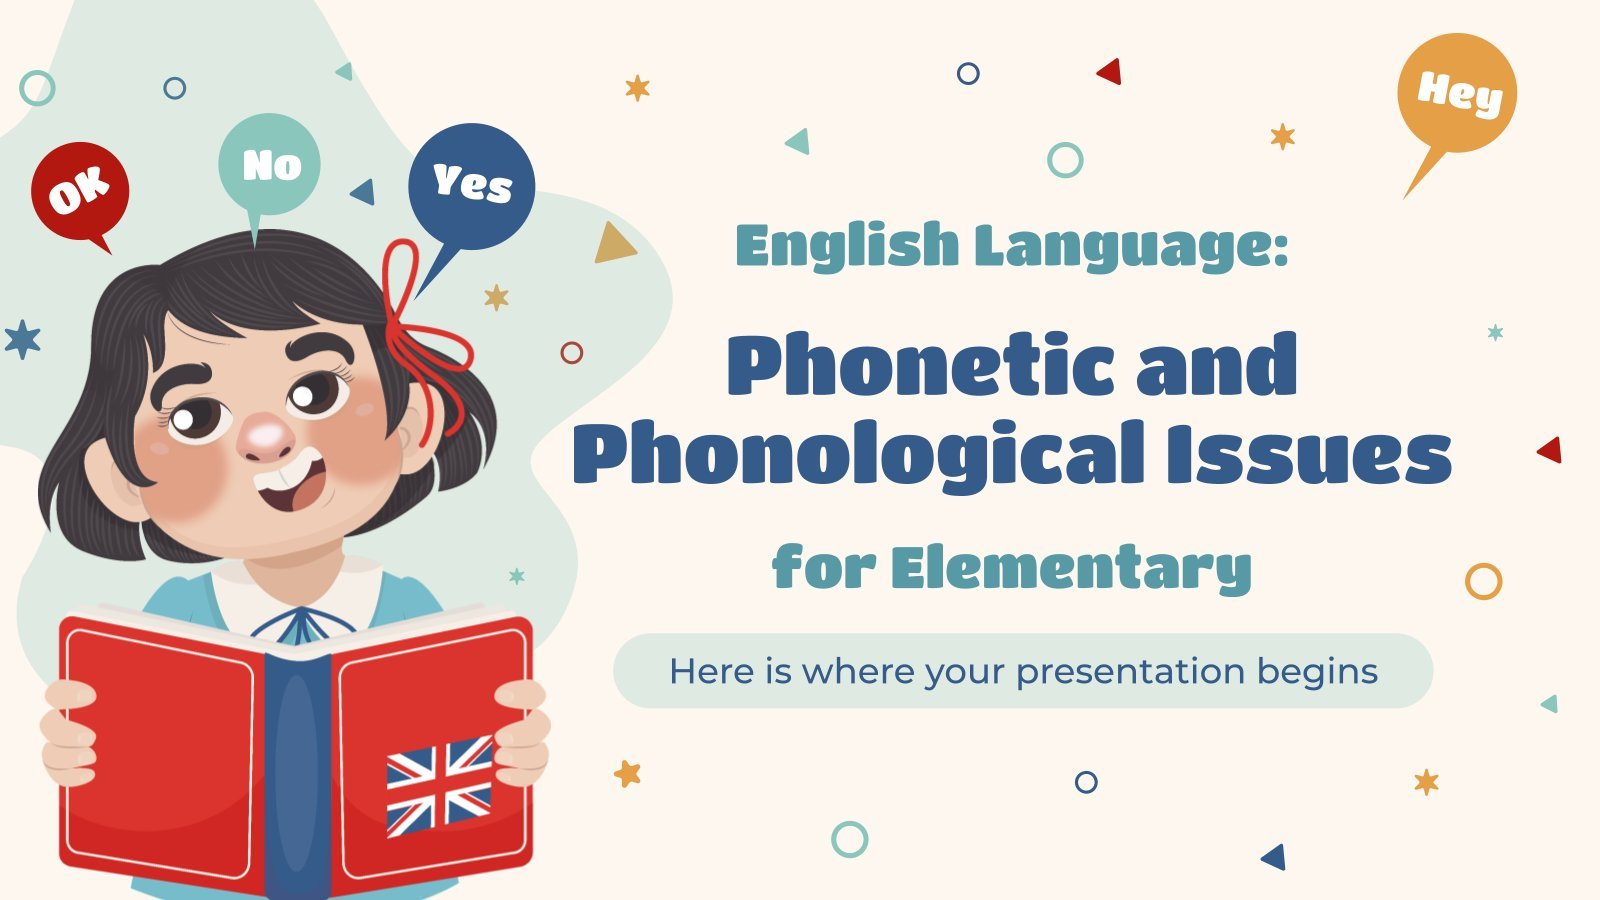 Hey
OK
No
Yes
English Language:
Phonetic and
Phonological Issues
for Elementary
Here is where your presentation begins